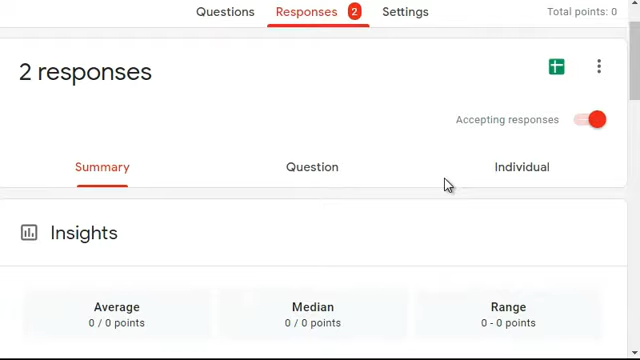 Questions Responses 2 Settings Total points: 0
2 responses
Accepting responses
Summary Question Individual
Insights
Average Median Range
0 / 0 points 0 / 0 points 0 - 0 points